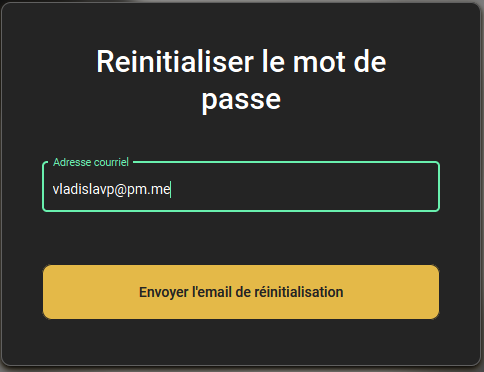 Reinitialiser le mot de
passe
Adresse courriel
vladislavp@pm.me
Envoyer l'email de réinitialisation